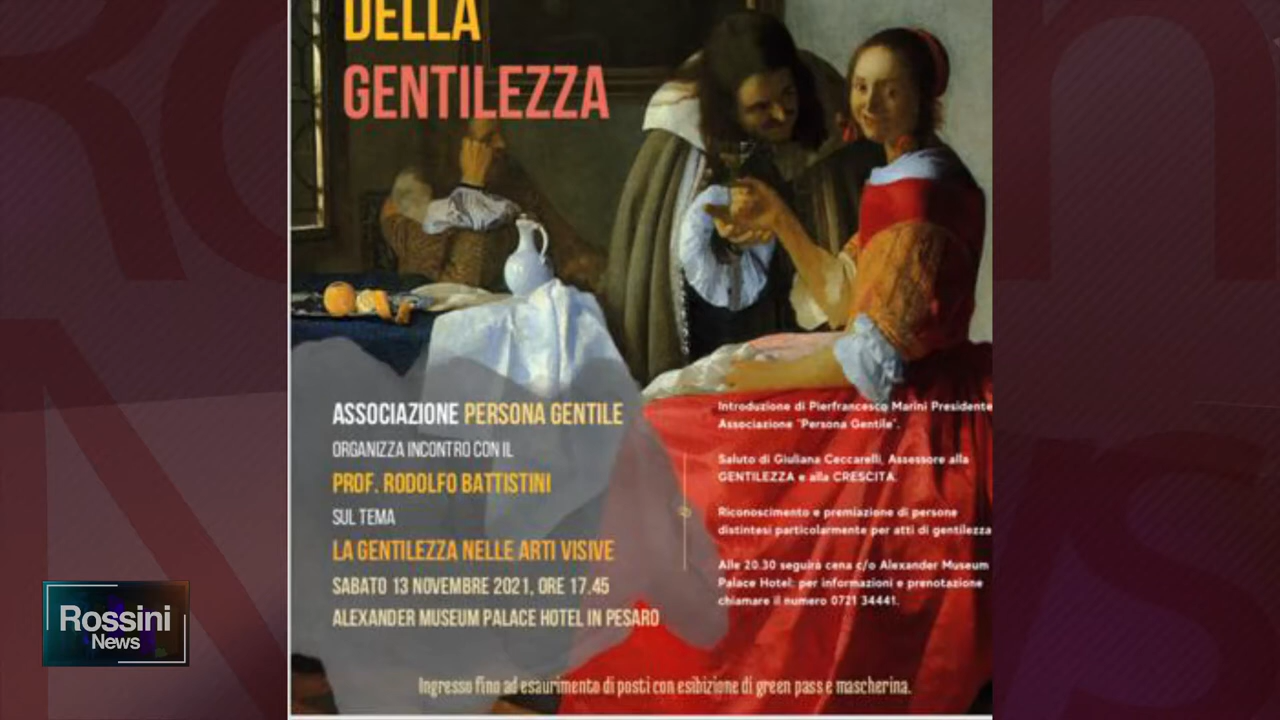 DELLA
GENTILEZZA
ASSOCIAZIONE PERSONA GENTILE
ORGANIZZA INCONTRO CON IL
PROF. RODOLFO BATTISTINI
SUL TEMA
LA GENTILEZZA NELLE ARTI VISIVE
SABATO 13 NOVEMBRE 2021, ORE 17.45
ALEXANDER MUSEUM PALACE HOTEL IN PESARO
Introduzione di Pierfrancesco Marini Presidente
Associazione "Persona Gentile".
Saluto di Giuliana Ceccarelli, Assessore alla
GENTILEZZA e alla CRESCITA.
Riconoscimento e premiazione di persone
distintesi particolarmente per atti di gentilezza
Alle 20.30 seguirà cena c/o Alexander Museum
Palace Hotel: per informazioni e prenotazione
chiamare il numero 0721 34441.
Ingresso fino ad esaurimento di posti con esibizione di green pass e mascherina.
Rossini
News